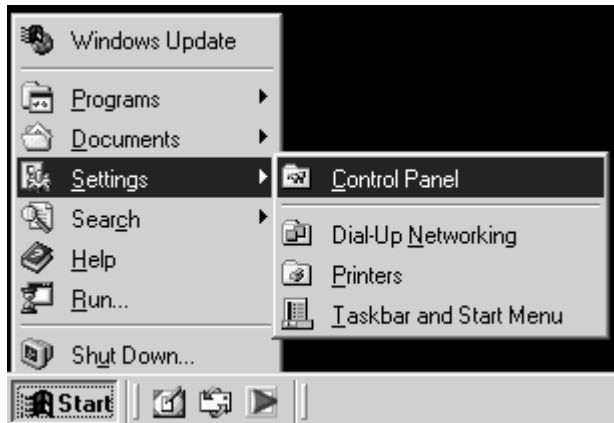 Windows Update
Programs
Documents
Settings
Search
Help
Run...
Shut Down...
Control Panel
Dial-Up Networking
Printers
Taskbar and Start Menu
Start